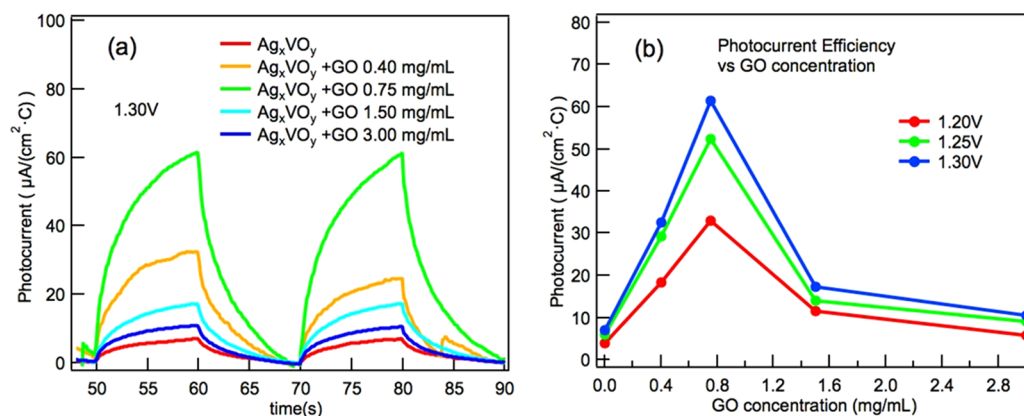 (a)
1.30V
AgxVOy
AgxVOy +GO 0.40 mg/mL
AgxVOy +GO 0.75 mg/mL
AgxVOy +GO 1.50 mg/mL
AgxVOy +GO 3.00 mg/mL
Photocurrent ( µA/(cm²·C) )
100
80
60
40
20
0
50 55 60 65 70 75 80 85 90
time(s)
(b)
Photocurrent Efficiency
vs GO concentration
1.20V
1.25V
1.30V
Photocurrent ( µA/(cm²·C) )
80
70
60
50
40
30
20
10
0
0.0 0.4 0.8 1.2 1.6 2.0 2.4 2.8
GO concentration (mg/mL)